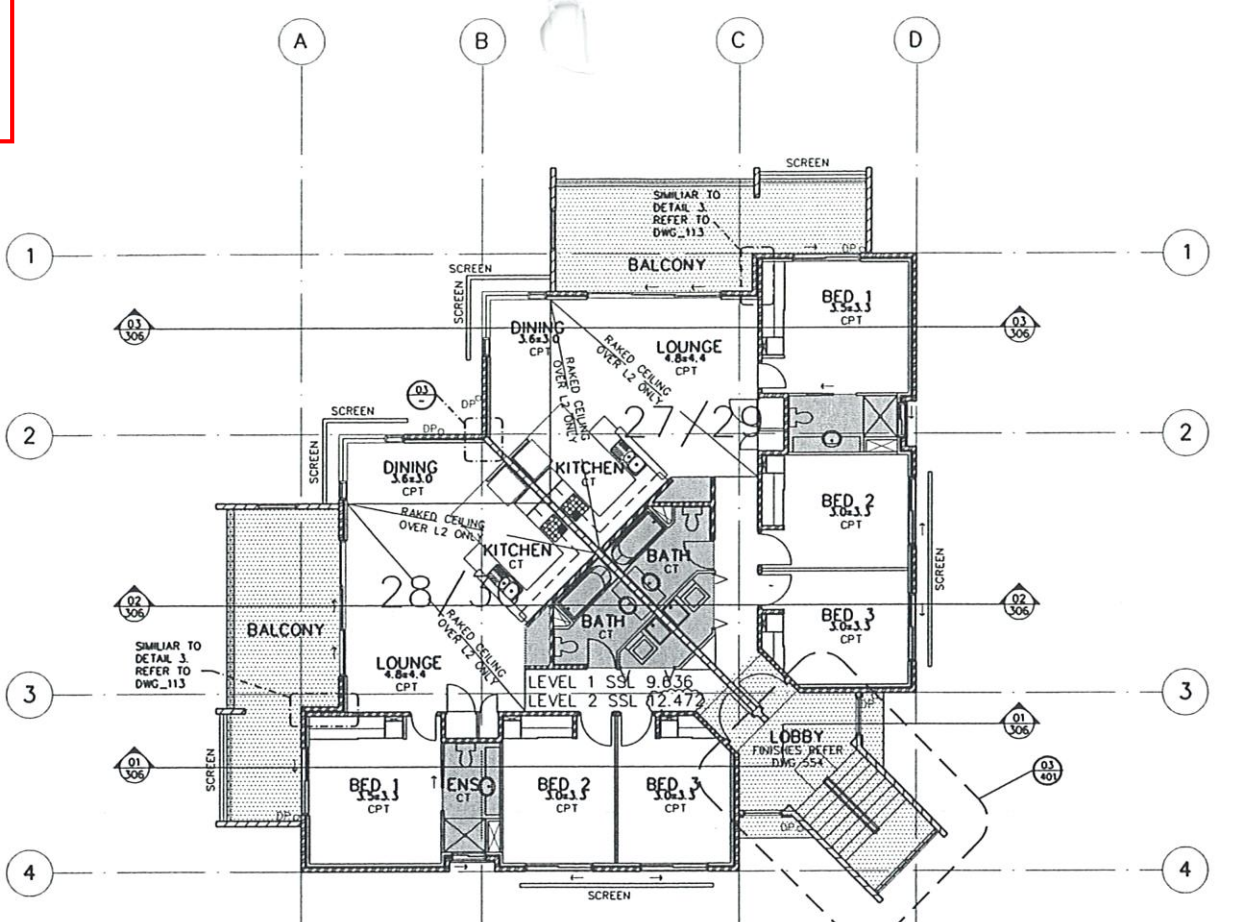 A
B
C
D
SCREEN
SIMILIAR TO
DETAIL 3.
REFER TO
DWG_113
DP
1
1
BALCONY
SCREEN
SCREEN
BED 1
3.5x3.3
CPT
03
306
DINING
3.6x3.0
CPT
LOUNGE
4.8x4.4
CPT
03
306
RAKED CEILING
OVER L2 ONLY
RAKED CEILING
OVER L2 ONLY
03
-
DP
SCREEN
27/29
2
DP
2
SCREEN
DINING
3.6x3.0
CPT
KITCHEN
CT
BED 2
3.0x3.3
CPT
RAKED CEILING
OVER L2 ONLY
KITCHEN
CT
BATH
CT
SCREEN
28/
02
306
02
306
BALCONY
BATH
CT
BED 3
3.0x3.3
CPT
RAKED CEILING
OVER L2 ONLY
SIMILIAR TO
DETAIL 3.
REFER TO
DWG_113
LOUNGE
4.8x4.4
CPT
LEVEL 1 SSL 9.636
3
LEVEL 2 SSL 12.472
3
DP
01
306
LOBBY
FINISHES REFER
DWG 554
01
306
SCREEN
BED 1
3.5x3.3
CPT
ENS
CT
BED 2
3.0x3.3
CPT
BED 3
3.0x3.3
CPT
03
401
DP
DP
4
4
SCREEN